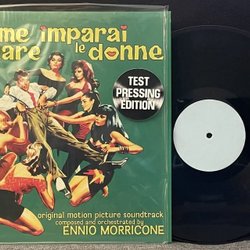 me imparai
are le donne
TEST
PRESSING
EDITION
original motion picture soundtrack
composed and orchestrated by
ENNIO MORRICONE